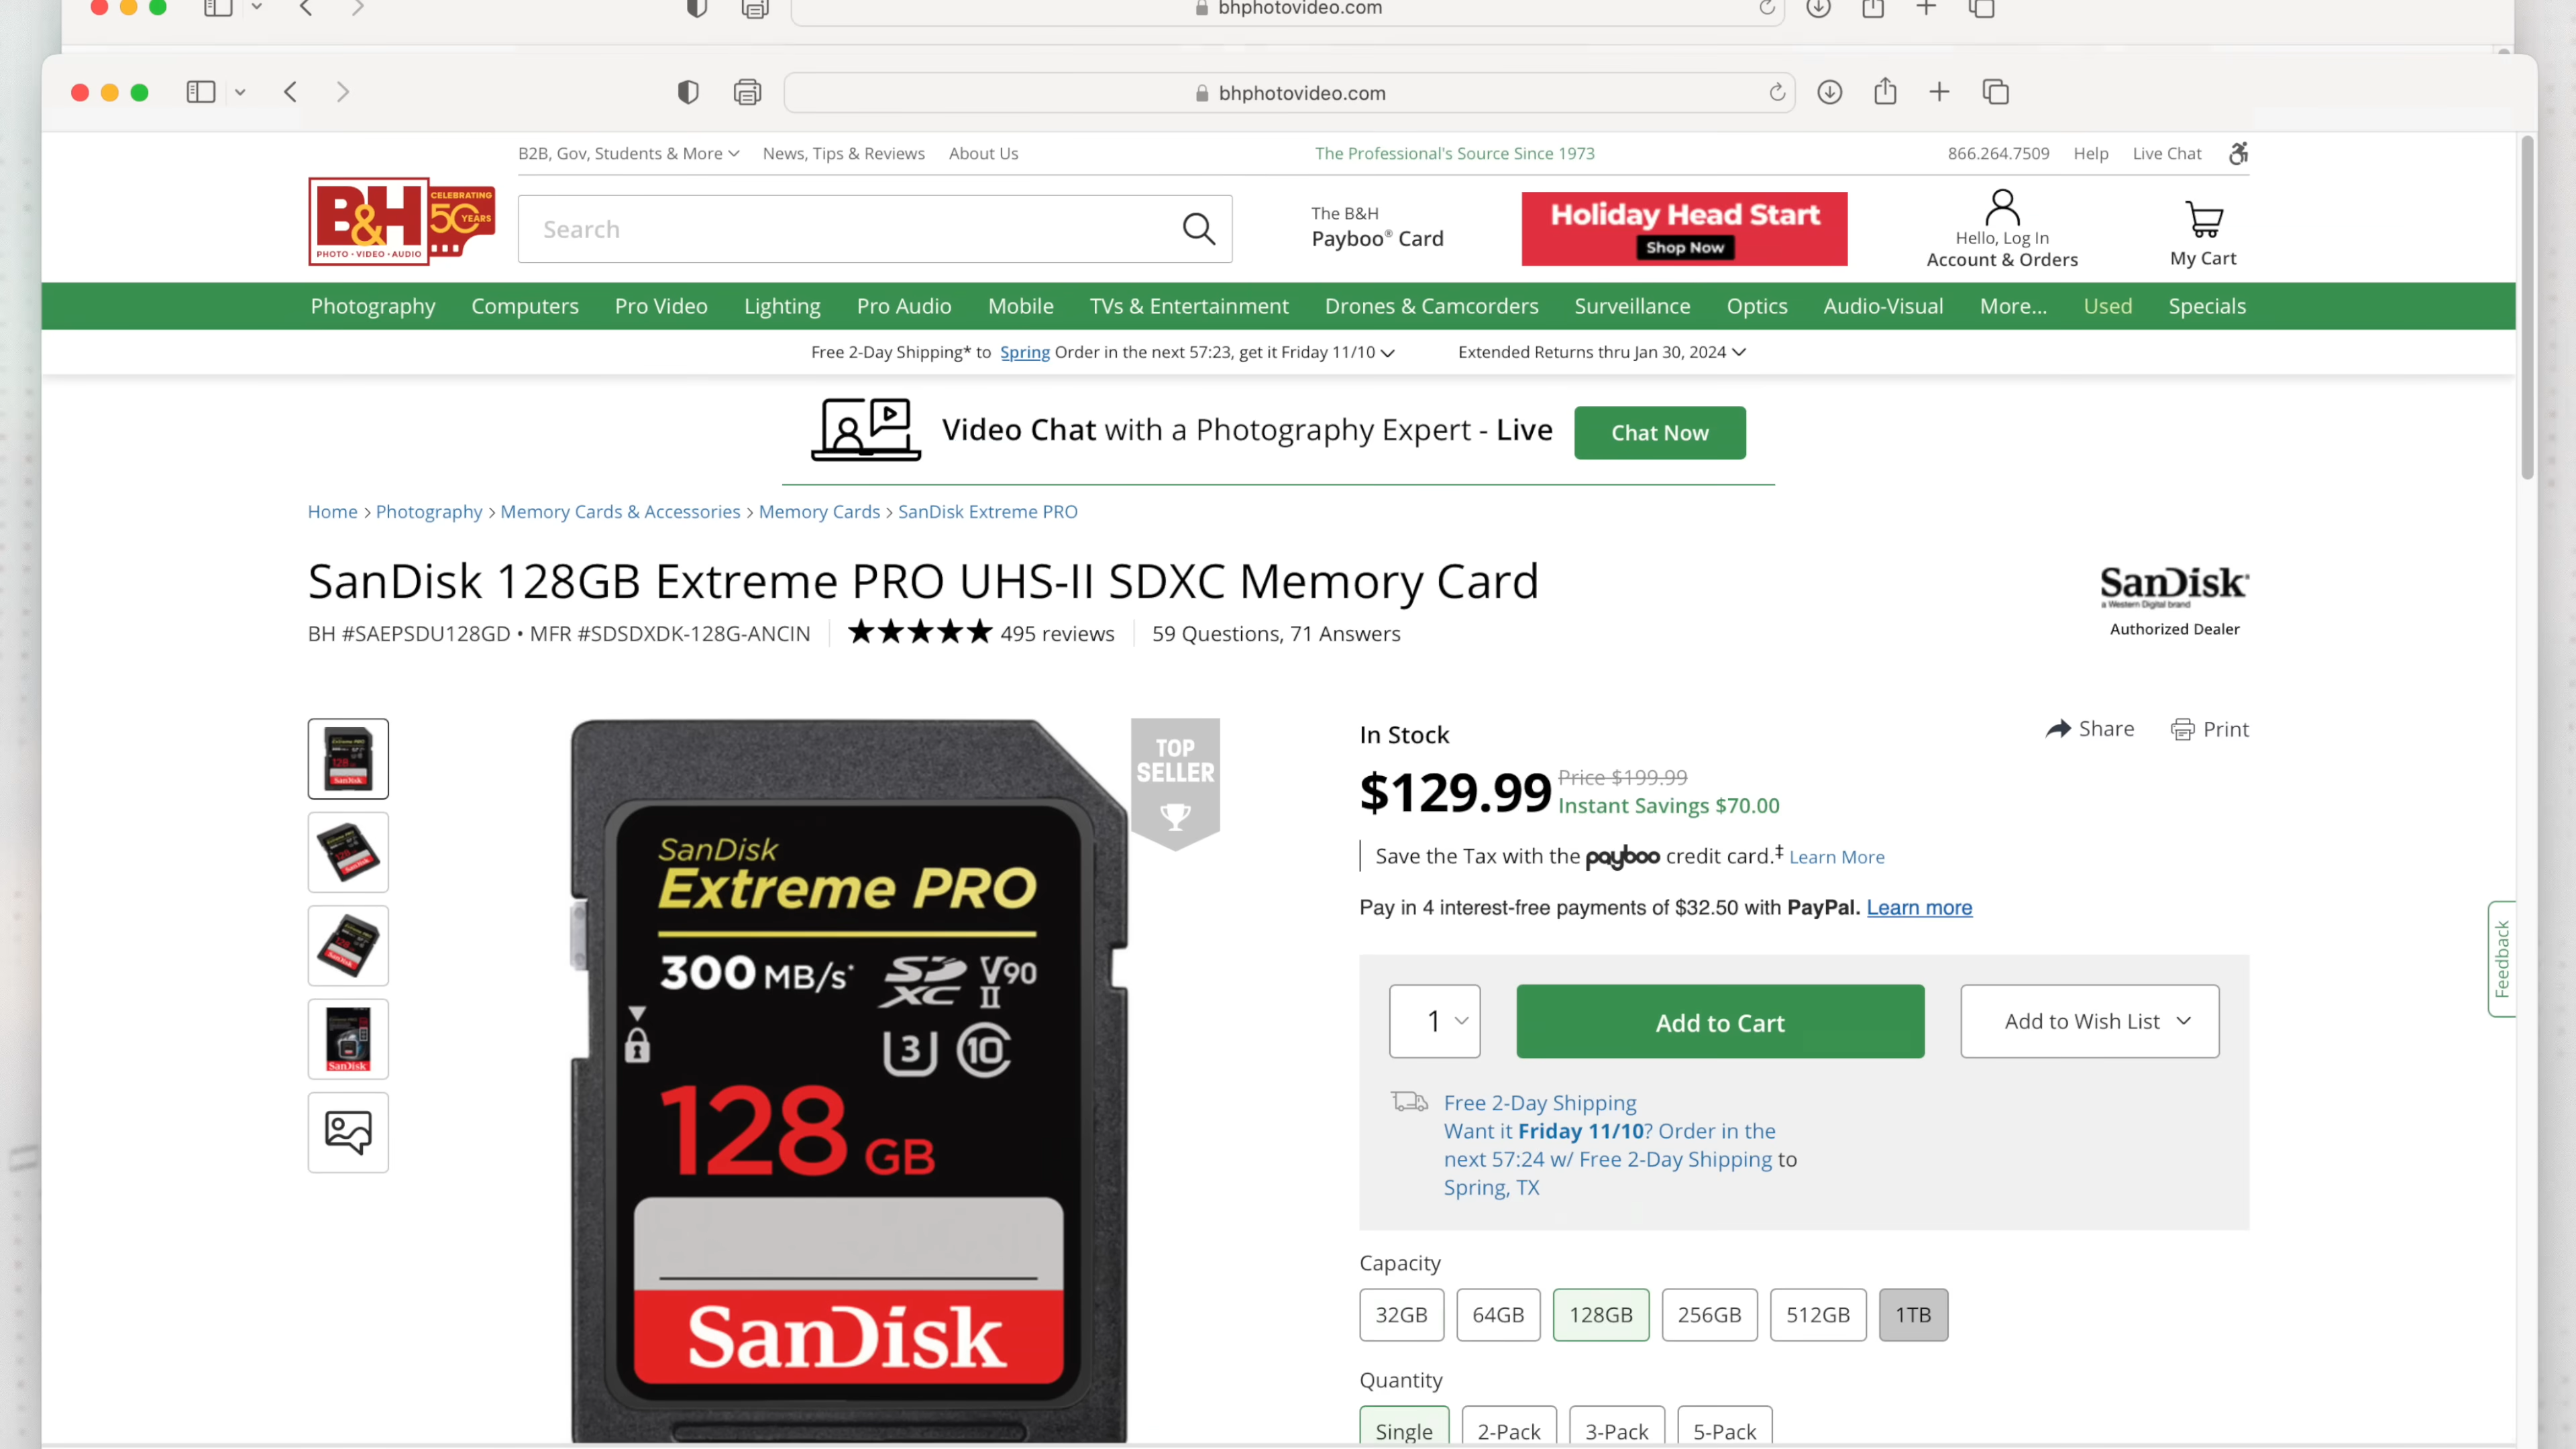 bhphotovideo.com
bhphotovideo.com
B2B, Gov, Students & More News, Tips & Reviews About Us
The Professional's Source Since 1973
866.264.7509 Help Live Chat
B&H
PHOTO · VIDEO · AUDIO
CELEBRATING
50 YEARS
Search
The B&H
Payboo® Card
Holiday Head Start
Shop Now
Hello, Log In
Account & Orders
My Cart
Photography Computers Pro Video Lighting Pro Audio Mobile TVs & Entertainment Drones & Camcorders Surveillance Optics Audio-Visual More... Used Specials
Free 2-Day Shipping* to Spring Order in the next 57:23, get it Friday 11/10
Extended Returns thru Jan 30, 2024
Video Chat with a Photography Expert - Live
Chat Now
Home > Photography > Memory Cards & Accessories > Memory Cards > SanDisk Extreme PRO
SanDisk 128GB Extreme PRO UHS-II SDXC Memory Card
BH #SAEPSDU128GD • MFR #SDSDXDK-128G-ANCIN
495 reviews
59 Questions, 71 Answers
SanDisk®
a Western Digital brand
Authorized Dealer
TOP
SELLER
SanDisk
Extreme PRO
300 MB/s*
SD
XC
V90
II
3
10
128 GB
SanDisk
In Stock
Share
Print
$129.99
Price $199.99
Instant Savings $70.00
Save the Tax with the payboo credit card.‡ Learn More
Pay in 4 interest-free payments of $32.50 with PayPal. Learn more
1
Add to Cart
Add to Wish List
Free 2-Day Shipping
Want it Friday 11/10? Order in the
next 57:24 w/ Free 2-Day Shipping to
Spring, TX
Feedback
Capacity
32GB 64GB 128GB 256GB 512GB 1TB
Quantity
Single 2-Pack 3-Pack 5-Pack